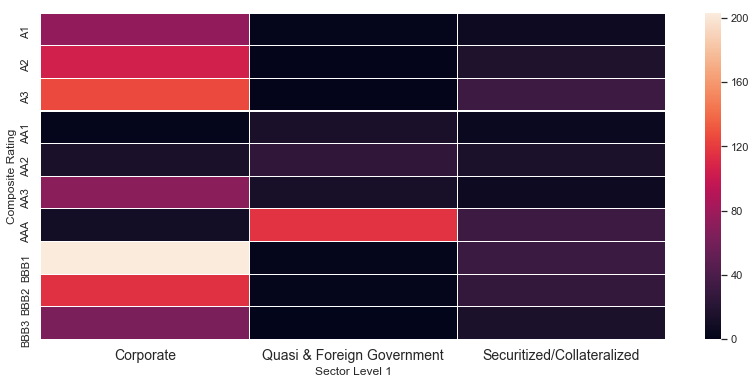 Composite Rating
A1
A2
A3
AA1
AA2
AA3
AAA
BBB1
BBB2
BBB3
Corporate
Quasi & Foreign Government
Securitized/Collateralized
Sector Level 1
200
160
120
80
40
0